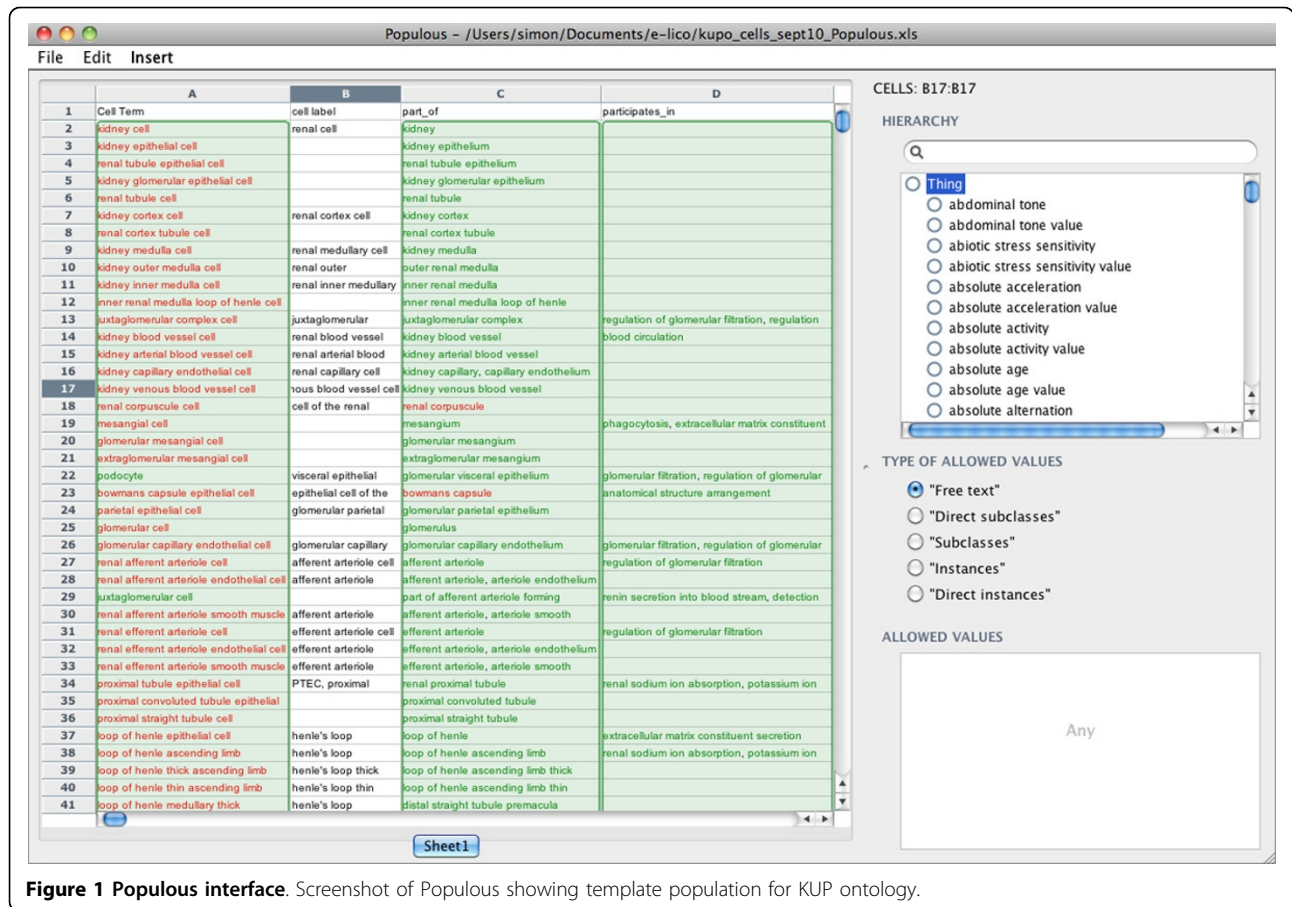 Populous – /Users/simon/Documents/e-lico/kupo_cells_sept10_Populous.xls
File Edit Insert
A B C D
1 Cell Term cell label part_of participates_in
2 kidney cell renal cell kidney
3 kidney epithelial cell kidney epithelium
4 renal tubule epithelial cell renal tubule epithelium
5 kidney glomerular epithelial cell kidney glomerular epithelium
6 renal tubule cell renal tubule
7 kidney cortex cell renal cortex cell kidney cortex
8 renal cortex tubule cell renal cortex tubule
9 kidney medulla cell renal medullary cell kidney medulla
10 kidney outer medulla cell renal outer outer renal medulla
11 kidney inner medulla cell renal inner medullary inner renal medulla
12 inner renal medulla loop of henle cell inner renal medulla loop of henle
13 juxtaglomerular complex cell juxtaglomerular juxtaglomerular complex regulation of glomerular filtration, regulation
14 kidney blood vessel cell renal blood vessel kidney blood vessel blood circulation
15 kidney arterial blood vessel cell renal arterial blood kidney arterial blood vessel
16 kidney capillary endothelial cell renal capillary cell kidney capillary, capillary endothelium
17 kidney venous blood vessel cell nous blood vessel cell kidney venous blood vessel
18 renal corpuscule cell cell of the renal renal corpuscule
19 mesangial cell mesangium phagocytosis, extracellular matrix constituent
20 glomerular mesangial cell glomerular mesangium
21 extraglomerular mesangial cell extraglomerular mesangium
22 podocyte visceral epithelial glomerular visceral epithelium glomerular filtration, regulation of glomerular
23 bowmans capsule epithelial cell epithelial cell of the bowmans capsule anatomical structure arrangement
24 parietal epithelial cell glomerular parietal glomerular parietal epithelium
25 glomerular cell glomerulus
26 glomerular capillary endothelial cell glomerular capillary glomerular capillary endothelium glomerular filtration, regulation of glomerular
27 renal afferent arteriole cell afferent arteriole cell afferent arteriole regulation of glomerular filtration
28 renal afferent arteriole endothelial cell afferent arteriole afferent arteriole, arteriole endothelium
29 juxtaglomerular cell part of afferent arteriole forming renin secretion into blood stream, detection
30 renal afferent arteriole smooth muscle afferent arteriole afferent arteriole, arteriole smooth
31 renal efferent arteriole cell efferent arteriole cell efferent arteriole regulation of glomerular filtration
32 renal efferent arteriole endothelial cell efferent arteriole efferent arteriole, arteriole endothelium
33 renal efferent arteriole smooth muscle efferent arteriole efferent arteriole, arteriole smooth
34 proximal tubule epithelial cell PTEC, proximal renal proximal tubule renal sodium ion absorption, potassium ion
35 proximal convoluted tubule epithelial proximal convoluted tubule
36 proximal straight tubule cell proximal straight tubule
37 loop of henle epithelial cell henle's loop loop of henle extracellular matrix constituent secretion
38 loop of henle ascending limb henle's loop loop of henle ascending limb renal sodium ion absorption, potassium ion
39 loop of henle thick ascending limb henle's loop thick loop of henle ascending limb thick
40 loop of henle thin ascending limb henle's loop thin loop of henle ascending limb thin
41 loop of henle medullary thick henle's loop distal straight tubule premacula
Sheet1
CELLS: B17:B17
HIERARCHY
Thing
abdominal tone
abdominal tone value
abiotic stress sensitivity
abiotic stress sensitivity value
absolute acceleration
absolute acceleration value
absolute activity
absolute activity value
absolute age
absolute age value
absolute alternation
TYPE OF ALLOWED VALUES
"Free text"
"Direct subclasses"
"Subclasses"
"Instances"
"Direct instances"
ALLOWED VALUES
Any
Figure 1 Populous interface. Screenshot of Populous showing template population for KUP ontology.